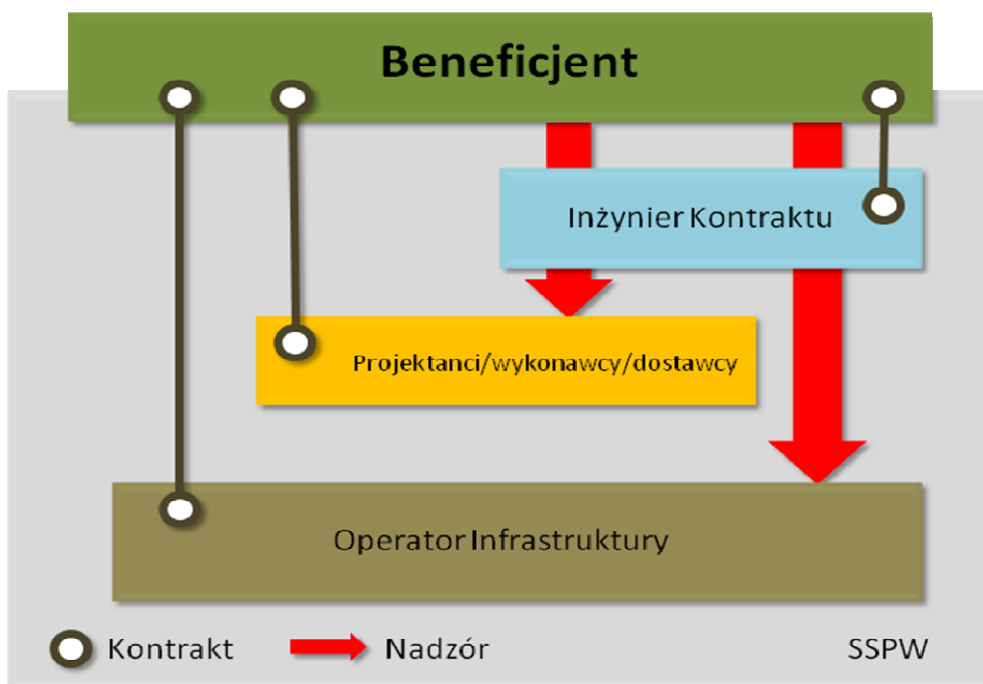 Beneficjent
Inżynier Kontraktu
Projektanci/wykonawcy/dostawcy
Operator Infrastruktury
Kontrakt
Nadzór
SSPW